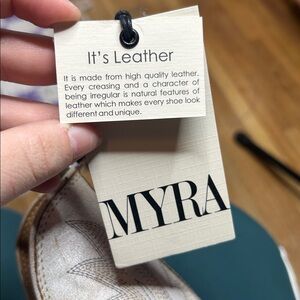 It's Leather
It is made from high quality leather.
Every creasing and a character of
being irregular is natural features of
leather which makes every shoe look
different and unique.
MYRA